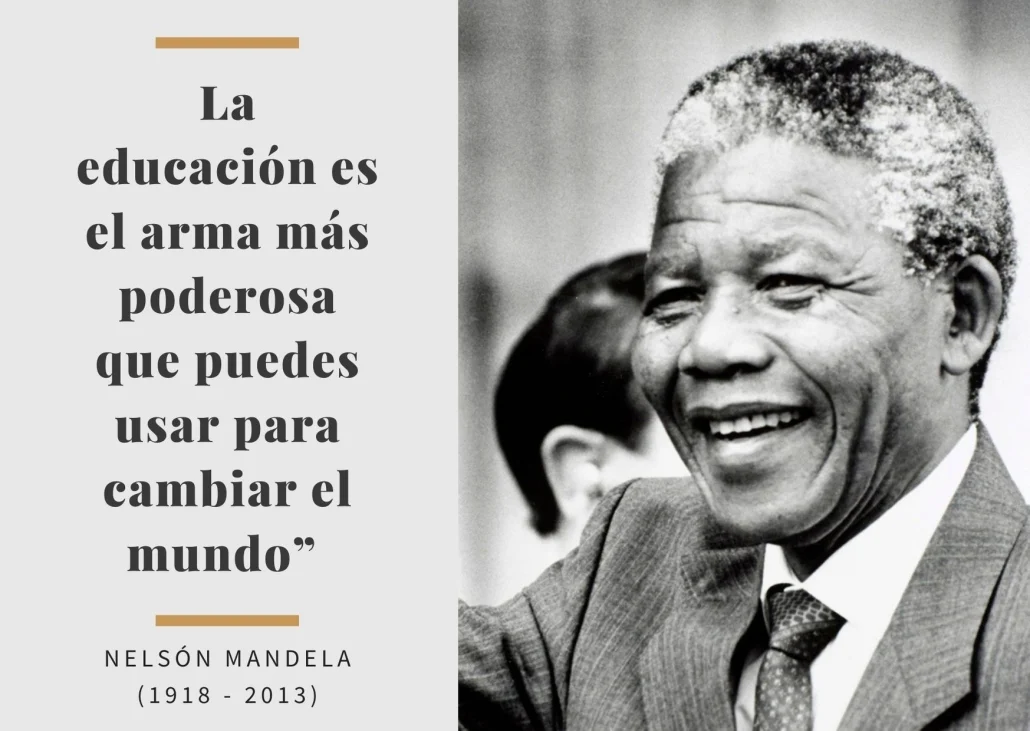 La
educación es
el arma más
poderosa
que puedes
usar para
cambiar el
mundo”
NELSÓN MANDELA
(1918 - 2013)